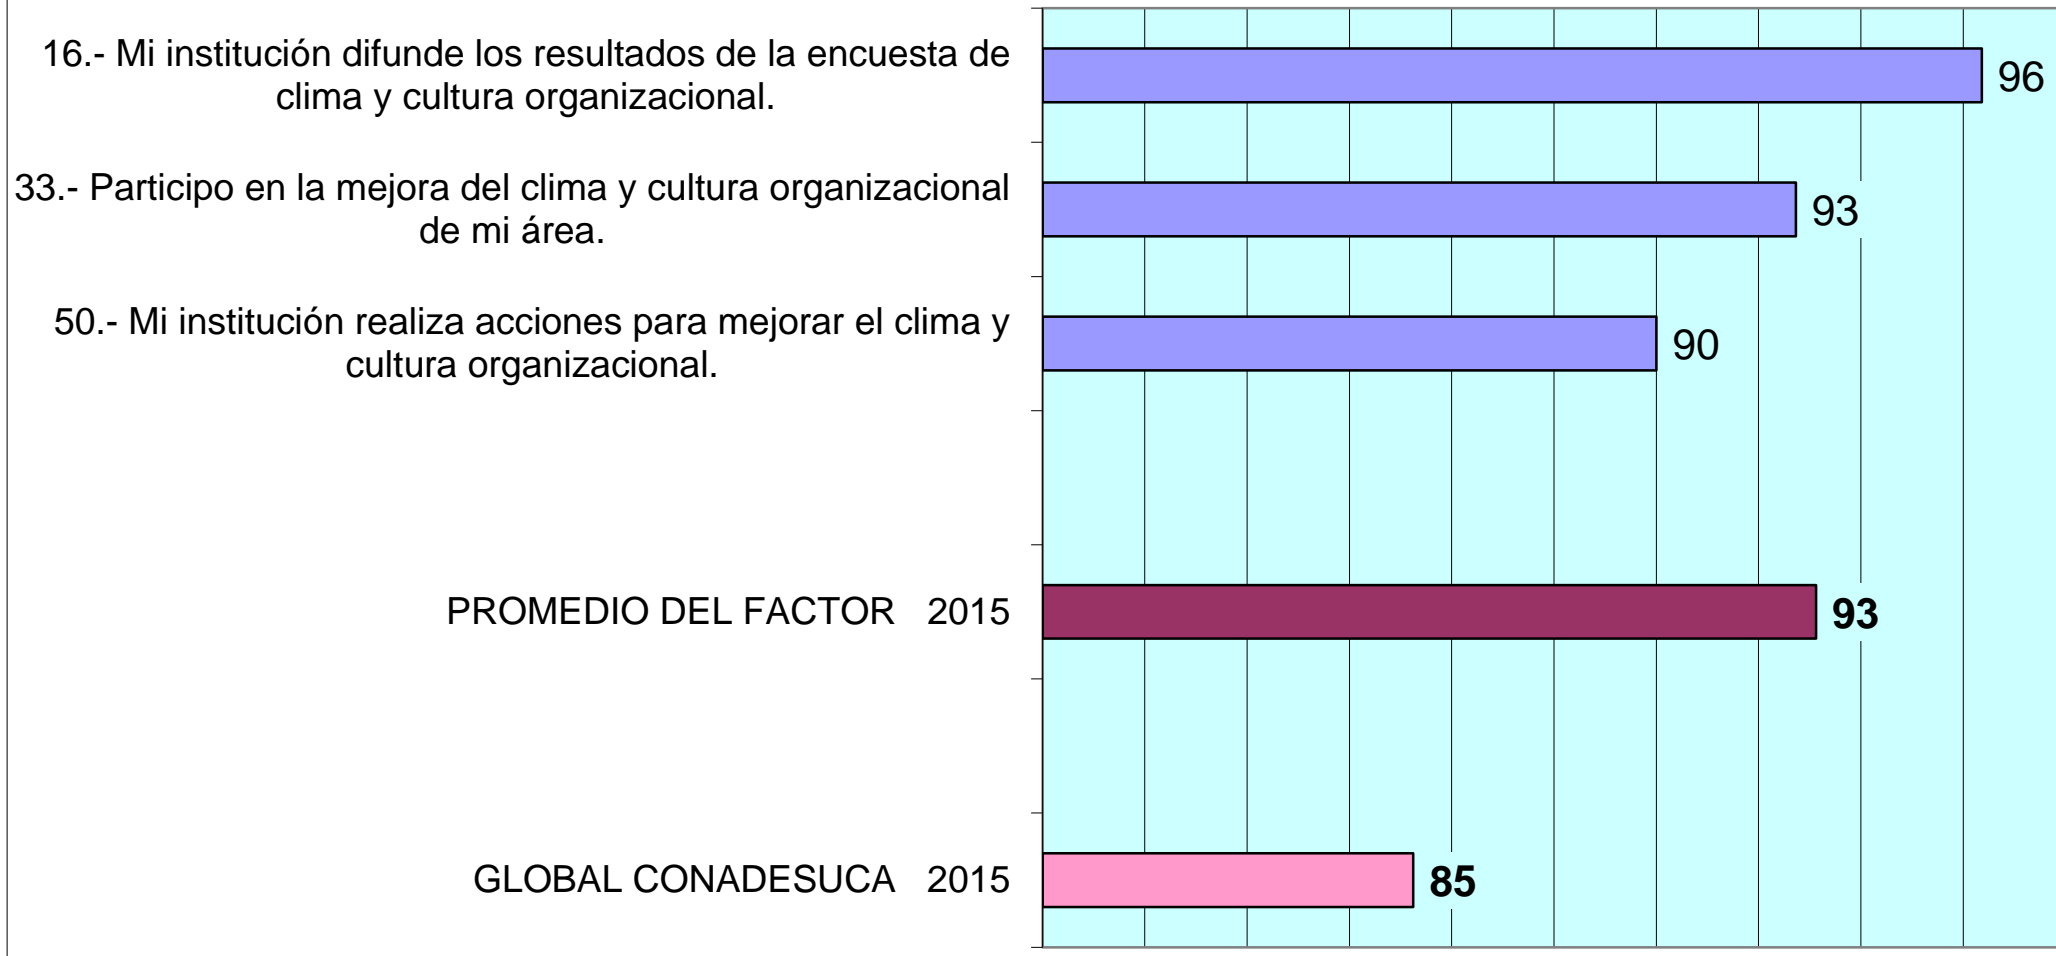 16.- Mi institución difunde los resultados de la encuesta de
clima y cultura organizacional.
96
33.- Participo en la mejora del clima y cultura organizacional
de mi área.
93
50.- Mi institución realiza acciones para mejorar el clima y
cultura organizacional.
90
PROMEDIO DEL FACTOR 2015
93
GLOBAL CONADESUCA 2015
85